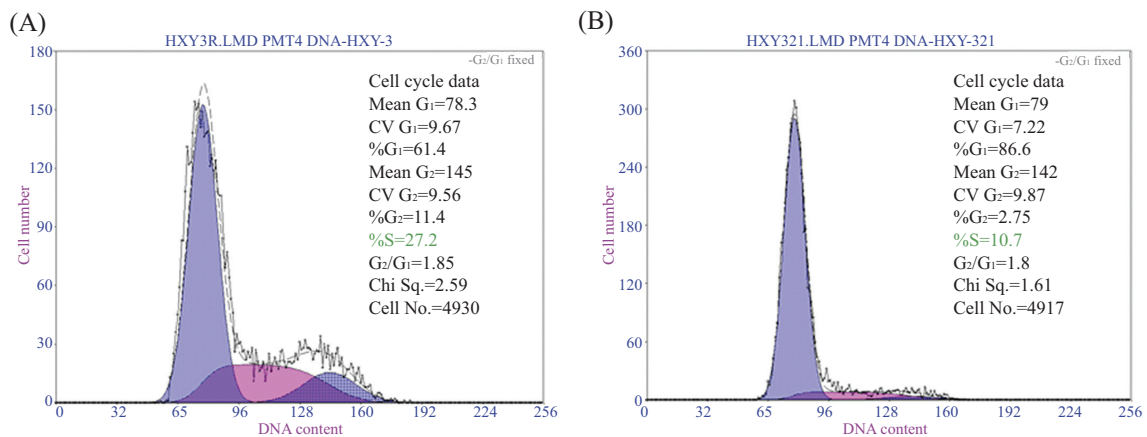 (A)
HXY3R.LMD PMT4 DNA-HXY-3
-G₂/G₁ fixed
180
150
120
90
60
30
0
Cell number
Cell cycle data
Mean G₁=78.3
CV G₁=9.67
%G₁=61.4
Mean G₂=145
CV G₂=9.56
%G₂=11.4
%S=27.2
G₂/G₁=1.85
Chi Sq.=2.59
Cell No.=4930
0 32 65 96 128 160 192 224 256
DNA content
(B)
HXY321.LMD PMT4 DNA-HXY-321
-G₂/G₁ fixed
360
300
240
180
120
60
0
Cell number
Cell cycle data
Mean G₁=79
CV G₁=7.22
%G₁=86.6
Mean G₂=142
CV G₂=9.87
%G₂=2.75
%S=10.7
G₂/G₁=1.8
Chi Sq.=1.61
Cell No.=4917
0 32 65 96 128 160 192 224 256
DNA content